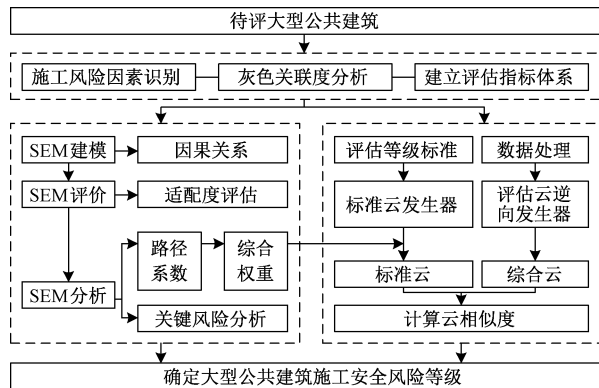 待评大型公共建筑
施工风险因素识别
灰色关联度分析
建立评估指标体系
SEM建模
因果关系
SEM评价
适配度评估
路径
系数
综合
权重
SEM分析
关键风险分析
评估等级标准
数据处理
标准云发生器
评估云逆
向发生器
标准云
综合云
计算云相似度
确定大型公共建筑施工安全风险等级